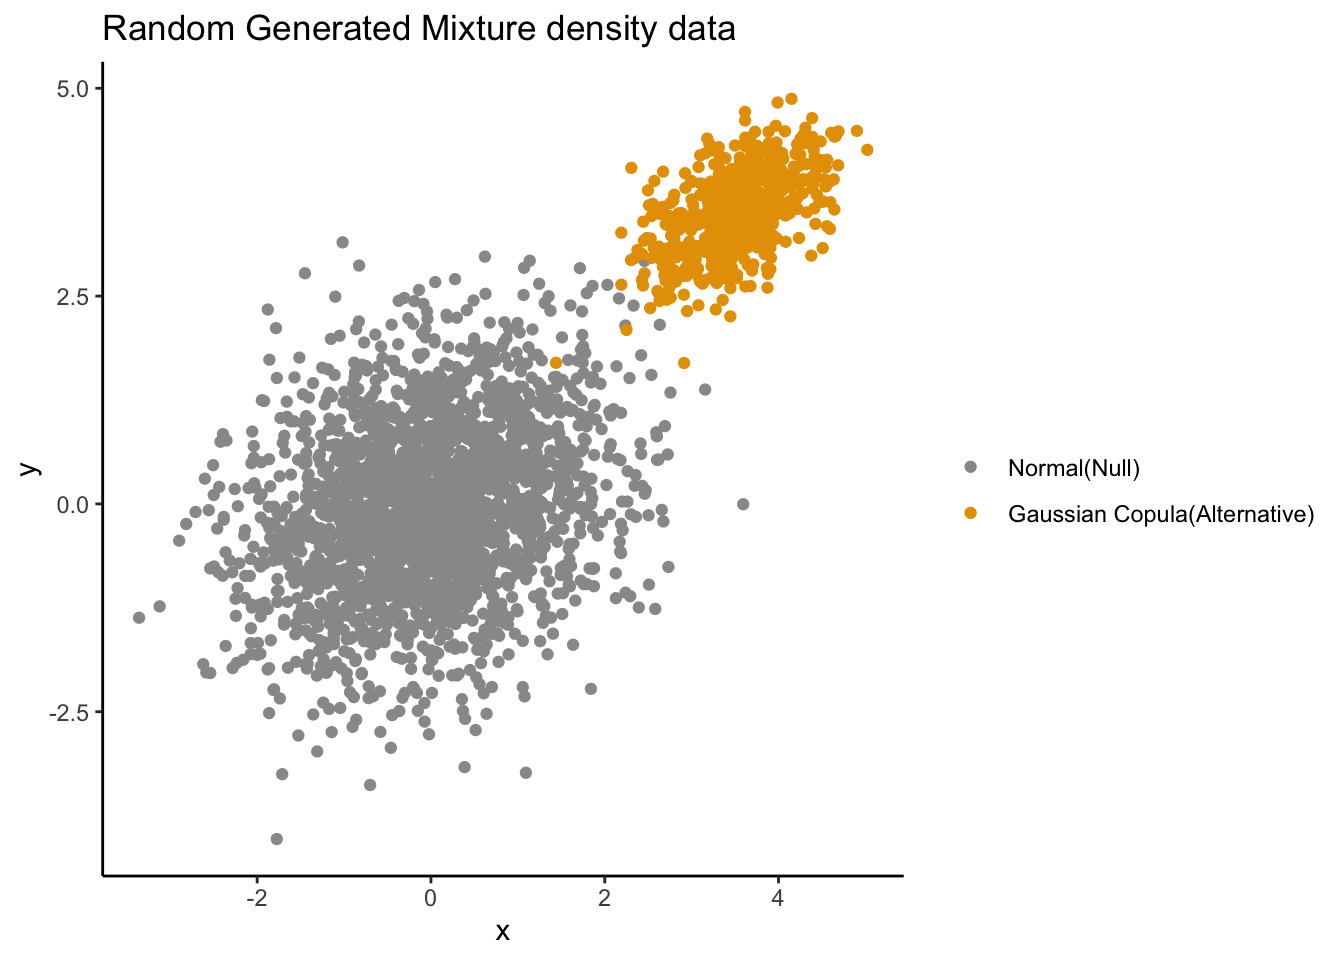 Random Generated Mixture density data
5.0
2.5
0.0
-2.5
y
-2
0
2
4
x
Normal(Null)
Gaussian Copula(Alternative)